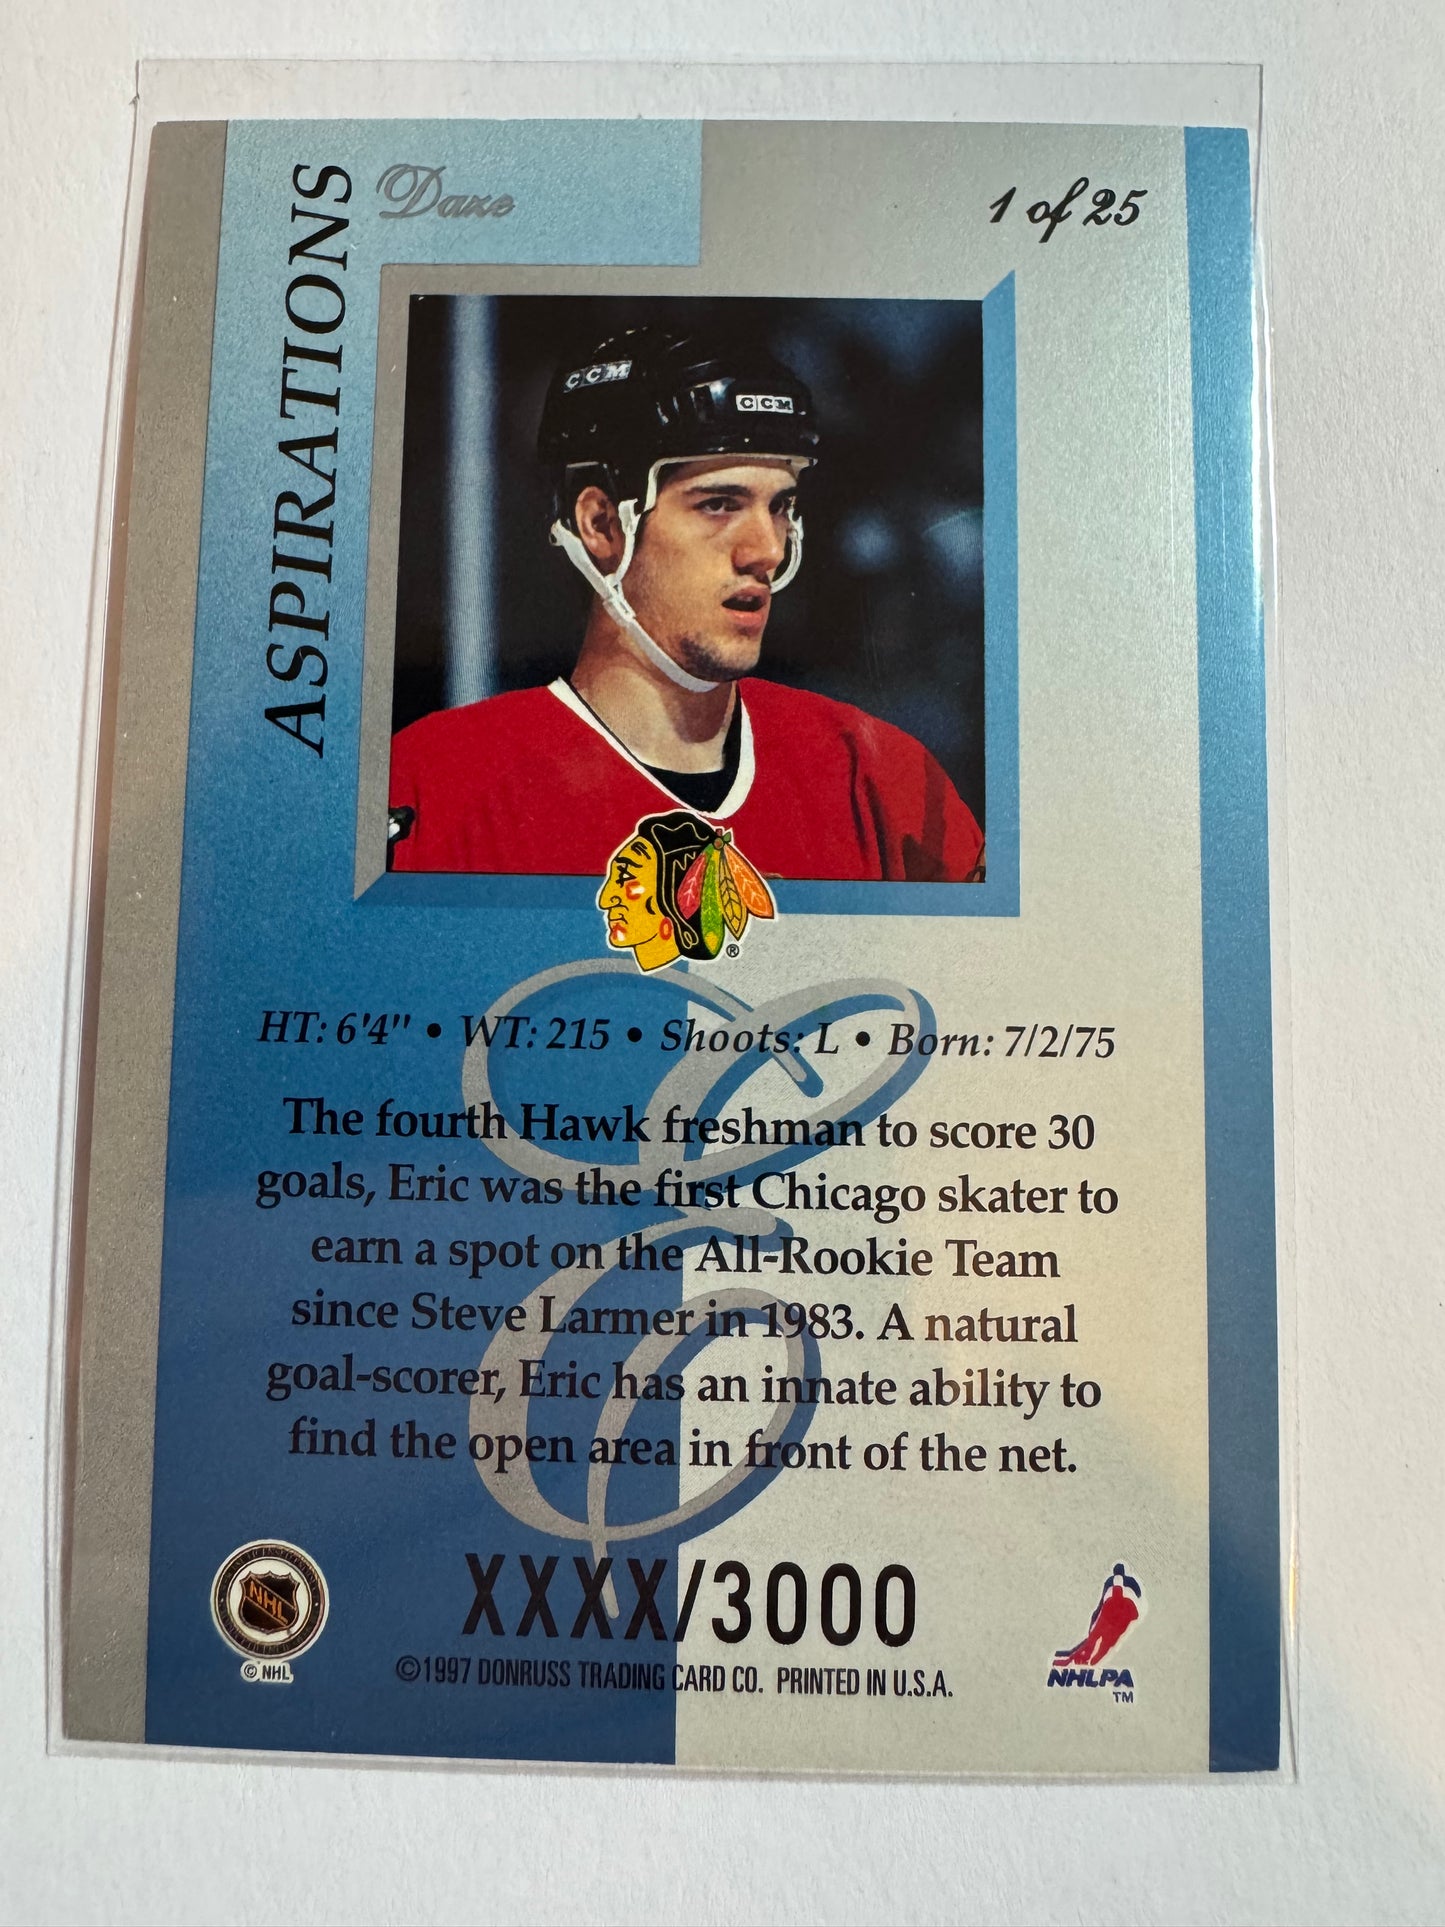 ASPIRATIONS
Daze
1 of 25
CCM
CCM
®
HT: 6'4" • WT: 215 • Shoots: L • Born: 7/2/75
The fourth Hawk freshman to score 30
goals, Eric was the first Chicago skater to
earn a spot on the All-Rookie Team
since Steve Larmer in 1983. A natural
goal-scorer, Eric has an innate ability to
find the open area in front of the net.
XXXX/3000
©1997 DONRUSS TRADING CARD CO. PRINTED IN U.S.A.
NHL
© NHL
NHLPA
TM